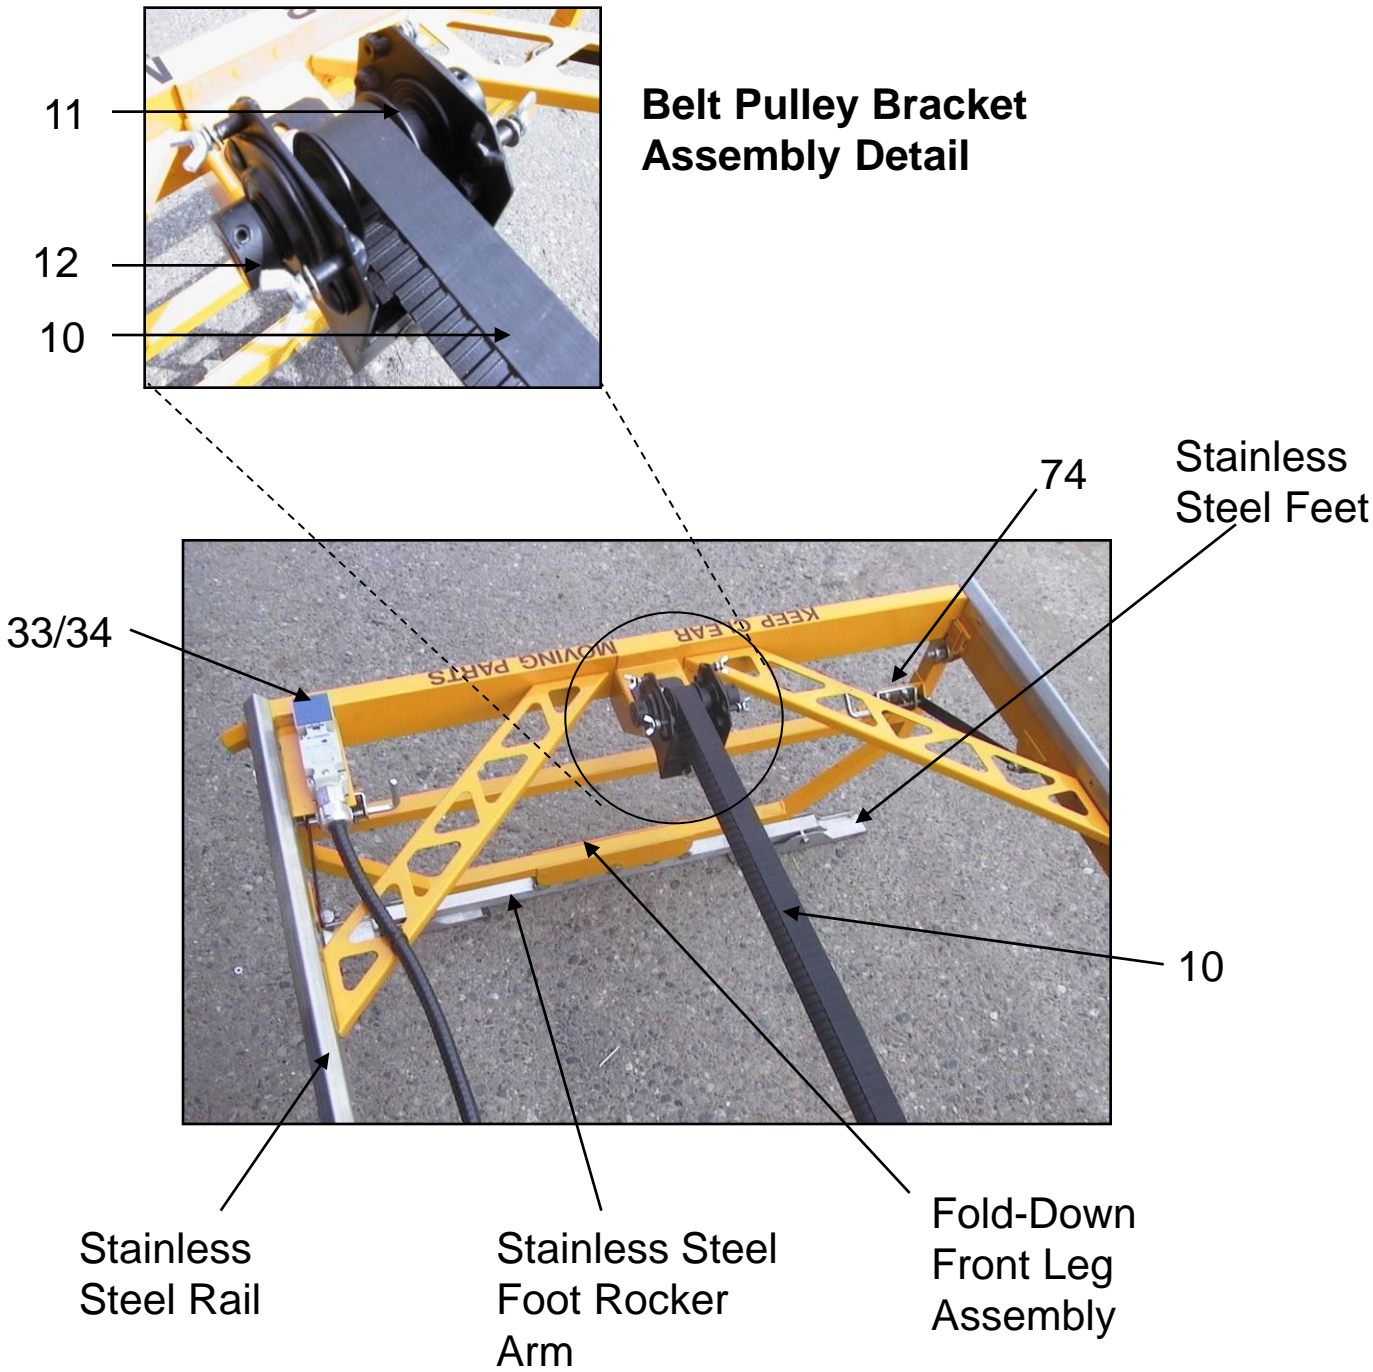 11
Belt Pulley Bracket
Assembly Detail
12
10
74
Stainless
Steel Feet
33/34
MOVING PARTS
KEEP CLEAR
10
Stainless
Steel Rail
Stainless Steel
Foot Rocker
Arm
Fold-Down
Front Leg
Assembly